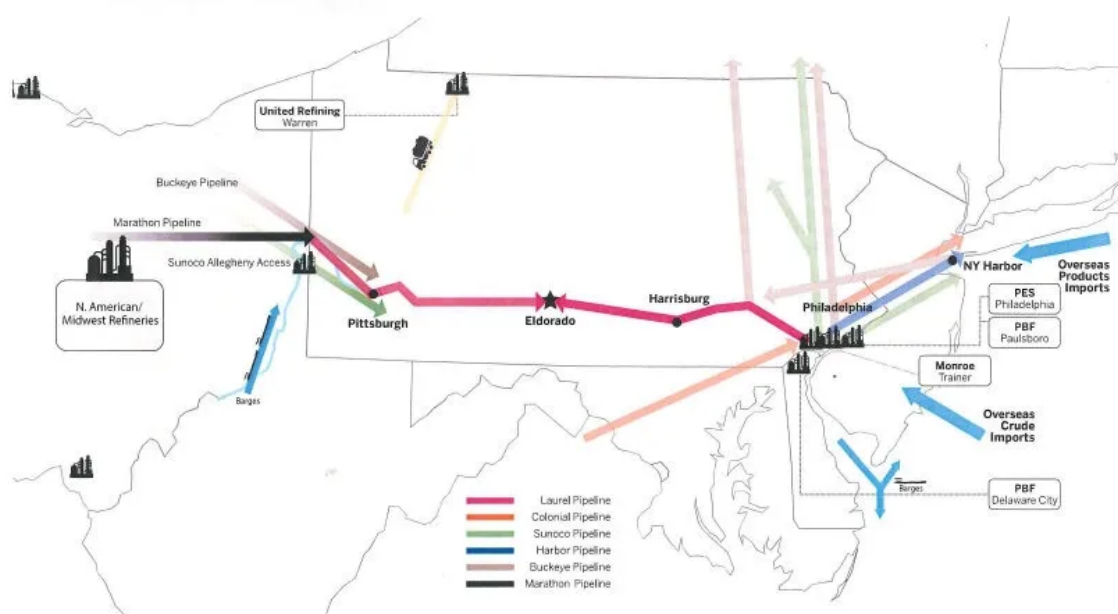 United Refining
Warren
Buckeye Pipeline
Marathon Pipeline
Sunoco Allegheny Access
N. American/
Midwest Refineries
Pittsburgh
Eldorado
Harrisburg
Philadelphia
NY Harbor
Overseas
Products
Imports
PES
Philadelphia
PBF
Paulsboro
Monroe
Trainer
Barges
Overseas
Crude
Imports
Barges
PBF
Delaware City
Laurel Pipeline
Colonial Pipeline
Sunoco Pipeline
Harbor Pipeline
Buckeye Pipeline
Marathon Pipeline